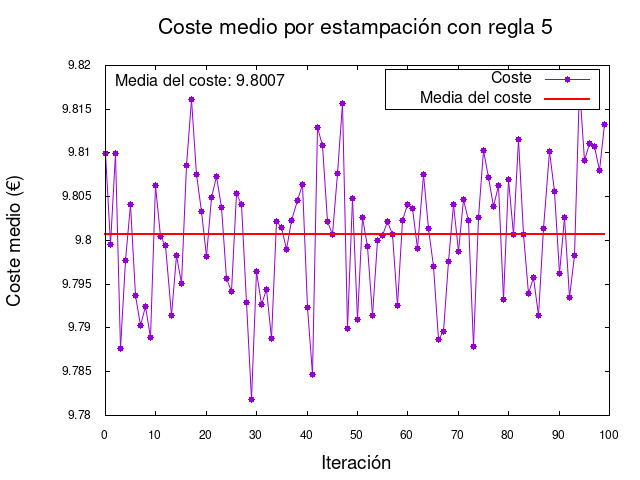 Coste medio por estampación con regla 5
Media del coste: 9.8007
Coste
Media del coste
Coste medio (€)
9.82
9.815
9.81
9.805
9.8
9.795
9.79
9.785
9.78
0 10 20 30 40 50 60 70 80 90 100
Iteración